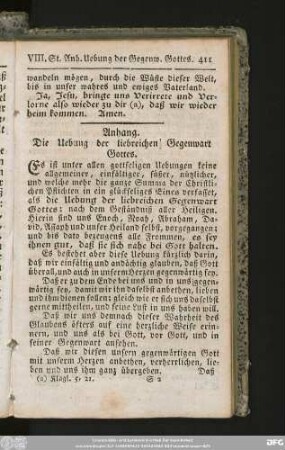 VIII. St. Anh. Uebung der Gegenw. Gottes. 411
wandeln mögen, durch die Wüste dieser Welt,
bis in unser wahres und ewiges Vaterland.
Ja, Jesu, bringe uns Verirrete und Ver-
lorne also wieder zu dir (n), daß wir wieder
heim kommen. Amen.
Anhang.
Die Uebung der liebreichen Gegenwart
Gottes.
Es ist unter allen gottseligen Uebungen keine
allgemeiner, einfältiger, süßer, nützlicher,
und welche mehr die ganze Summa der Christli-
chen Pflichten in ein glückseliges Eines verfasset,
als die Uebung der liebreichen Gegenwart
Gottes: nach dem Geständniß aller Heiligen.
Hierin sind uns Enoch, Noah, Abraham, Da-
vid, Assaph und unser Heiland selbst, vorgegangen;
und bis dato bezeugens alle Frommen, es sey
ihnen gut, daß sie sich nahe bei Gott halten.
Es bestehet aber diese Uebung kürzlich darin,
daß wir einfältig und andächtig glauben, daß Gott
überall, und auch in unserm Herzen gegenwärtig sey.
Daß er zu dem Ende bei uns und in uns gegen-
wärtig sey, damit wir ihn daselbst anbethen, lieben
und ihm dienen sollen; gleich wie er sich uns daselbst
gerne mittheilen, und seine Lust in uns haben will.
Daß wir uns demnach dieser Wahrheit des
Glaubens öfters auf eine herzliche Weise erin-
nern, und uns als bei Gott, vor Gott, und in
seiner Gegenwart ansehen.
Daß wir diesen unsern gegenwärtigen Gott
mit unserm Herzen anbethen, verherrlichen, lie-
ben und uns ihm ganz übergeben. Daß
(n) Klagl. 5, 21. S 2